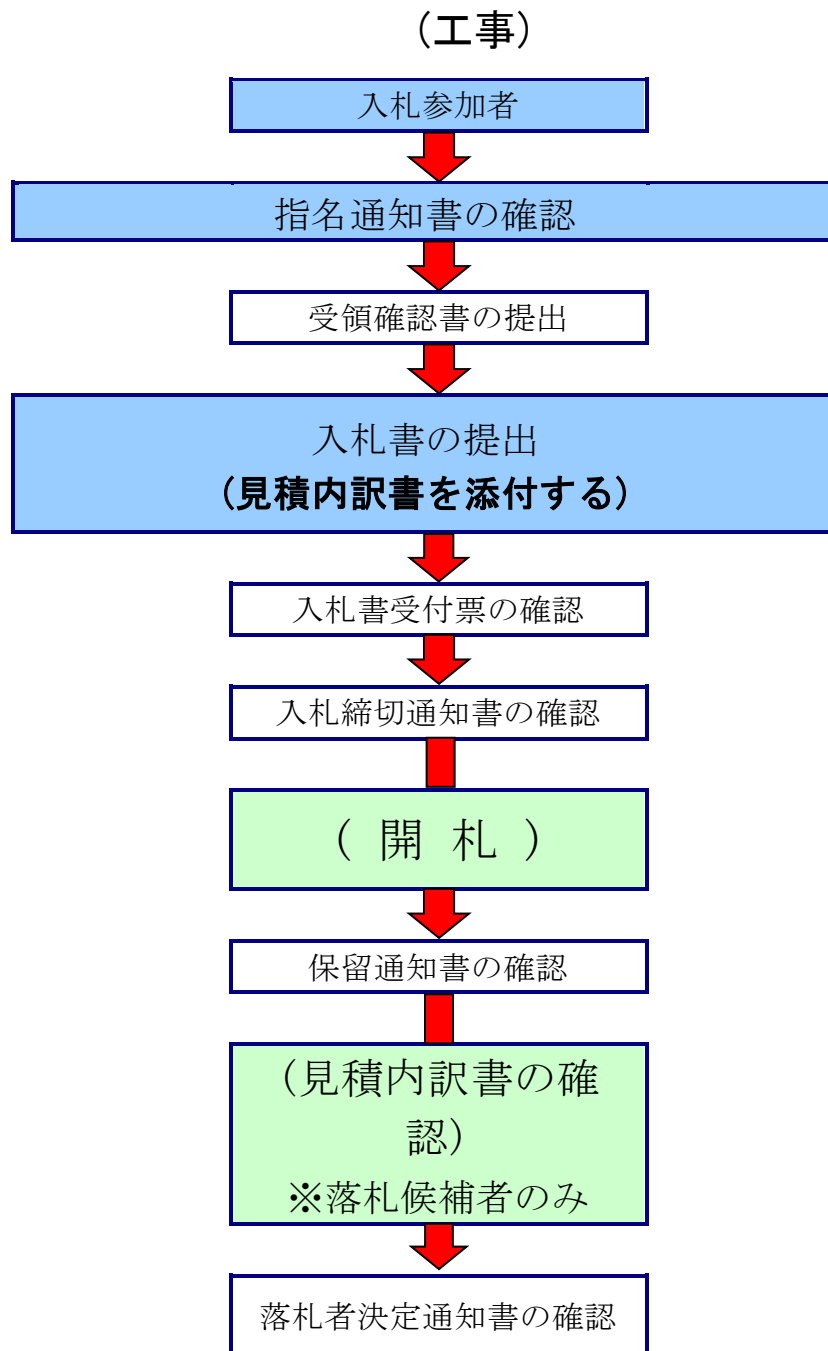 （工事）
入札参加者
指名通知書の確認
受領確認書の提出
入札書の提出
（見積内訳書を添付する）
入札書受付票の確認
入札締切通知書の確認
（ 開 札 ）
保留通知書の確認
（見積内訳書の確
認）
※落札候補者のみ
落札者決定通知書の確認